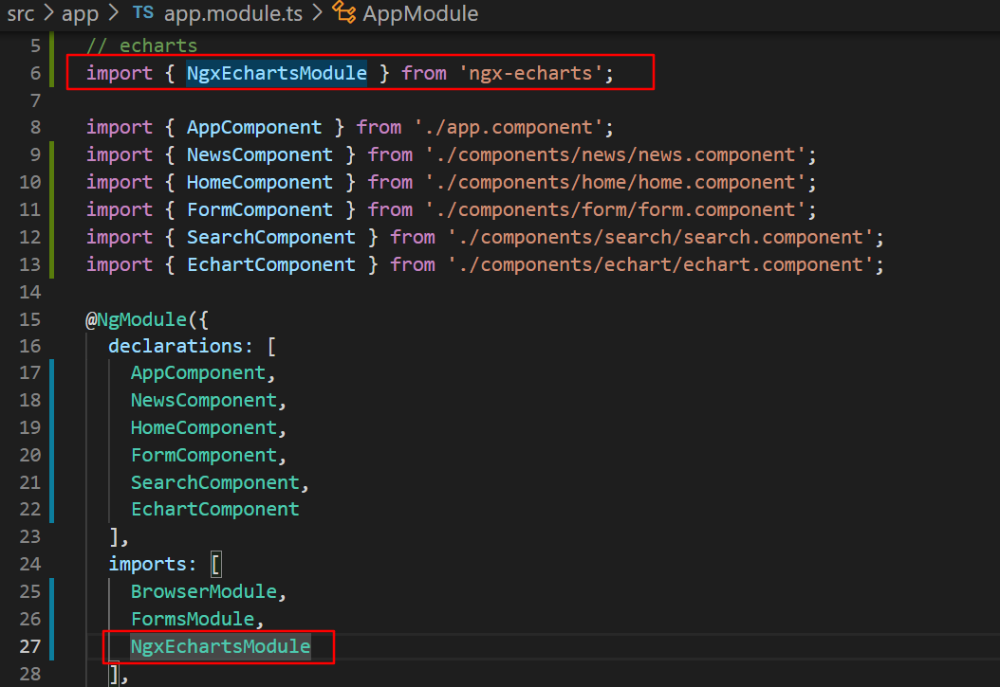 src > app > TS app.module.ts > AppModule
5 // echarts
6 import { NgxEchartsModule } from 'ngx-echarts';
7
8 import { AppComponent } from './app.component';
9 import { NewsComponent } from './components/news/news.component';
10 import { HomeComponent } from './components/home/home.component';
11 import { FormComponent } from './components/form/form.component';
12 import { SearchComponent } from './components/search/search.component';
13 import { EchartComponent } from './components/echart/echart.component';
14
15 @NgModule({
16 declarations: [
17 AppComponent,
18 NewsComponent,
19 HomeComponent,
20 FormComponent,
21 SearchComponent,
22 EchartComponent
23 ],
24 imports: [
25 BrowserModule,
26 FormsModule,
27 NgxEchartsModule
28 ],